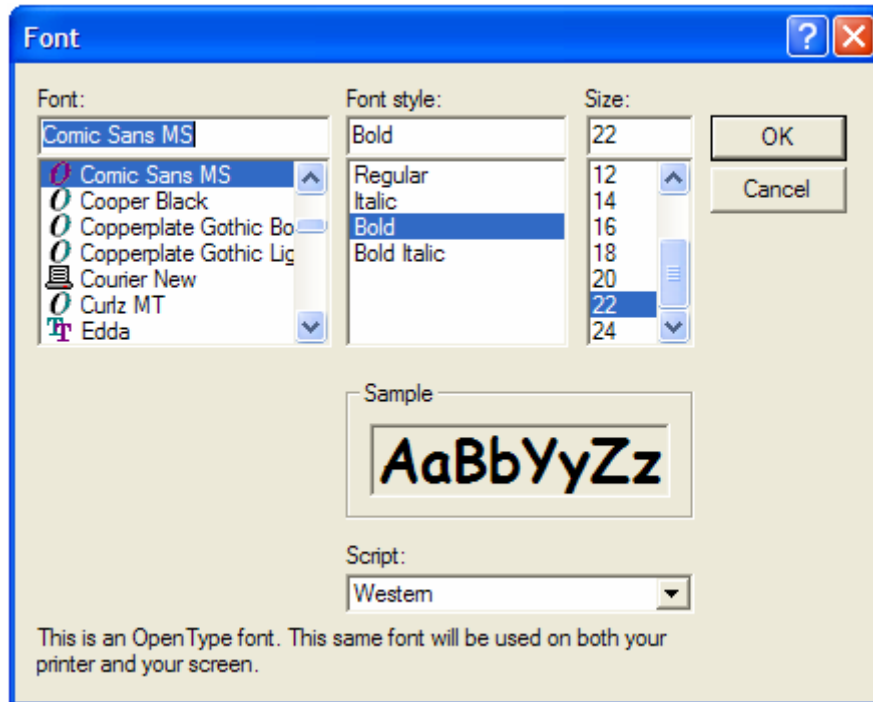 Font
Font:
Comic Sans MS
Comic Sans MS
Cooper Black
Copperplate Gothic Bo
Copperplate Gothic Lig
Courier New
Curlz MT
Edda
Font style:
Bold
Regular
Italic
Bold
Bold Italic
Size:
22
12
14
16
18
20
22
24
OK
Cancel
Sample
AaBbYyZz
Script:
Western
This is an OpenType font. This same font will be used on both your
printer and your screen.